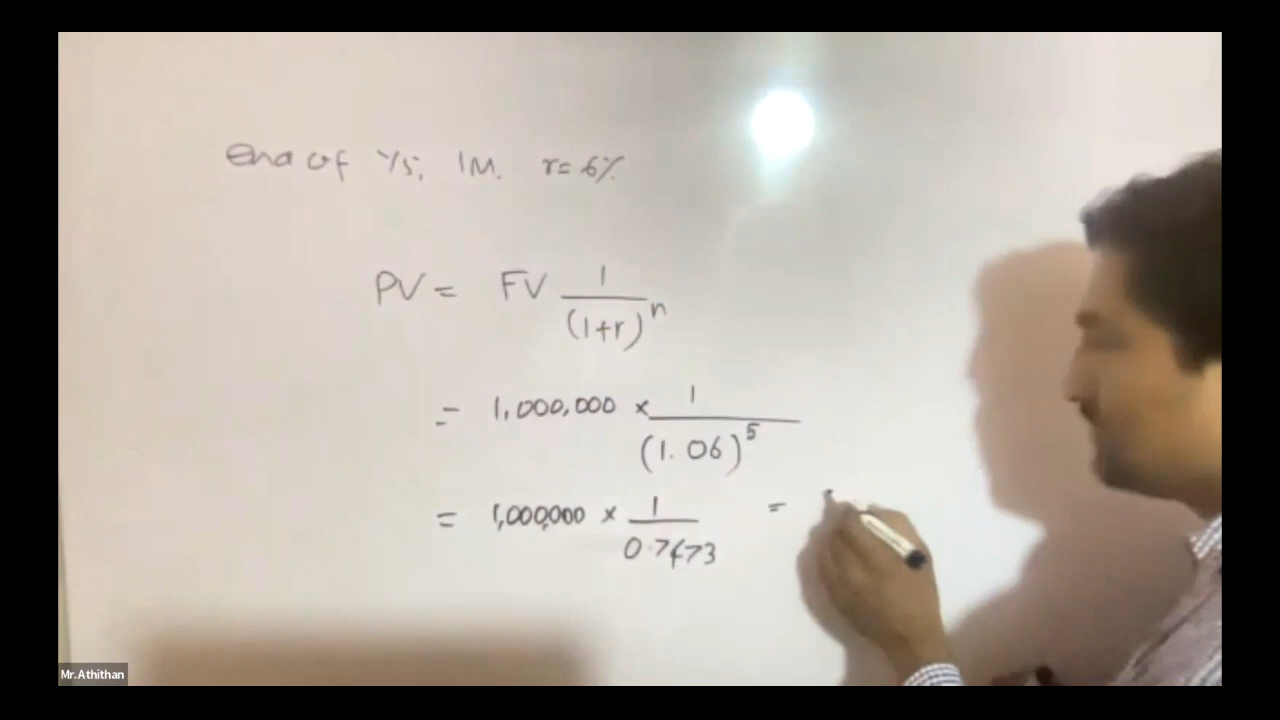 End of Y5, 1M. r= 6%
PV = FV 1/(1+r)^n
= 1,000,000 × 1/(1.06)^5
= 1,000,000 × 1/0.7473 =
Mr.Athithan